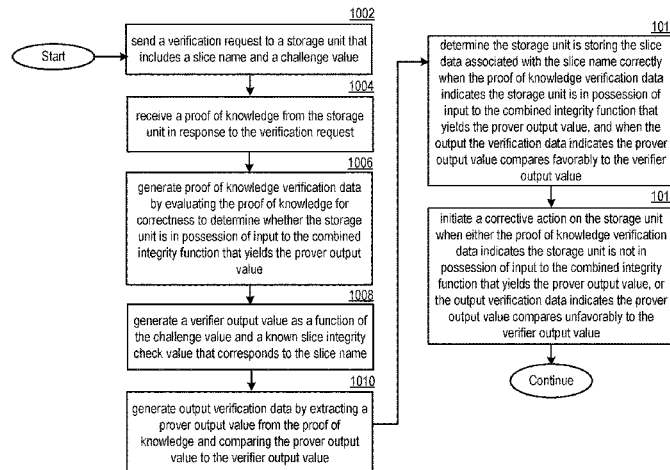 Start
1002
send a verification request to a storage unit that
includes a slice name and a challenge value
1004
receive a proof of knowledge from the storage
unit in response to the verification request
1006
generate proof of knowledge verification data
by evaluating the proof of knowledge for
correctness to determine whether the storage
unit is in possession of input to the combined
integrity function that yields the prover output
value
1008
generate a verifier output value as a function of
the challenge value and a known slice integrity
check value that corresponds to the slice name
1010
generate output verification data by extracting a
prover output value from the proof of
knowledge and comparing the prover output
value to the verifier output value
101
determine the storage unit is storing the slice
data associated with the slice name correctly
when the proof of knowledge verification data
indicates the storage unit is in possession of
input to the combined integrity function that
yields the prover output value, and when the
output the verification data indicates the prover
output value compares favorably to the verifier
output value
101
initiate a corrective action on the storage unit
when either the proof of knowledge verification
data indicates the storage unit is not in
possession of input to the combined integrity
function that yields the prover output value, or
the output verification data indicates the prover
output value compares unfavorably to the
verifier output value
Continue